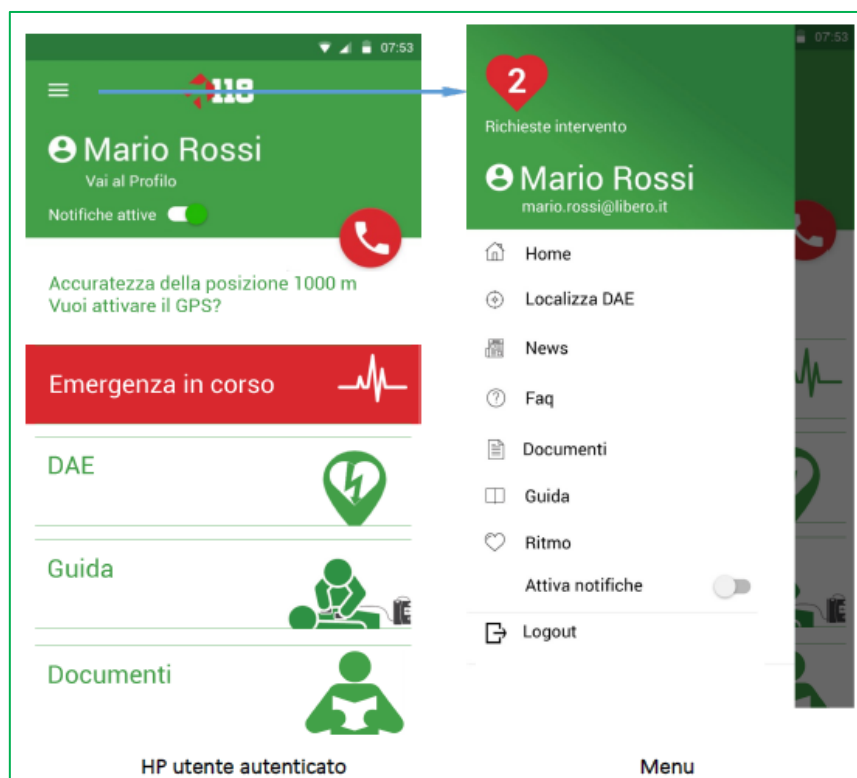 07:53
118
Mario Rossi
Vai al Profilo
Notifiche attive
Accuratezza della posizione 1000 m
Vuoi attivare il GPS?
Emergenza in corso
DAE
Guida
Documenti
HP utente autenticato
07:53
2
Richieste intervento
Mario Rossi
mario.rossi@libero.it
Home
Localizza DAE
News
Faq
Documenti
Guida
Ritmo
Attiva notifiche
Logout
Menu